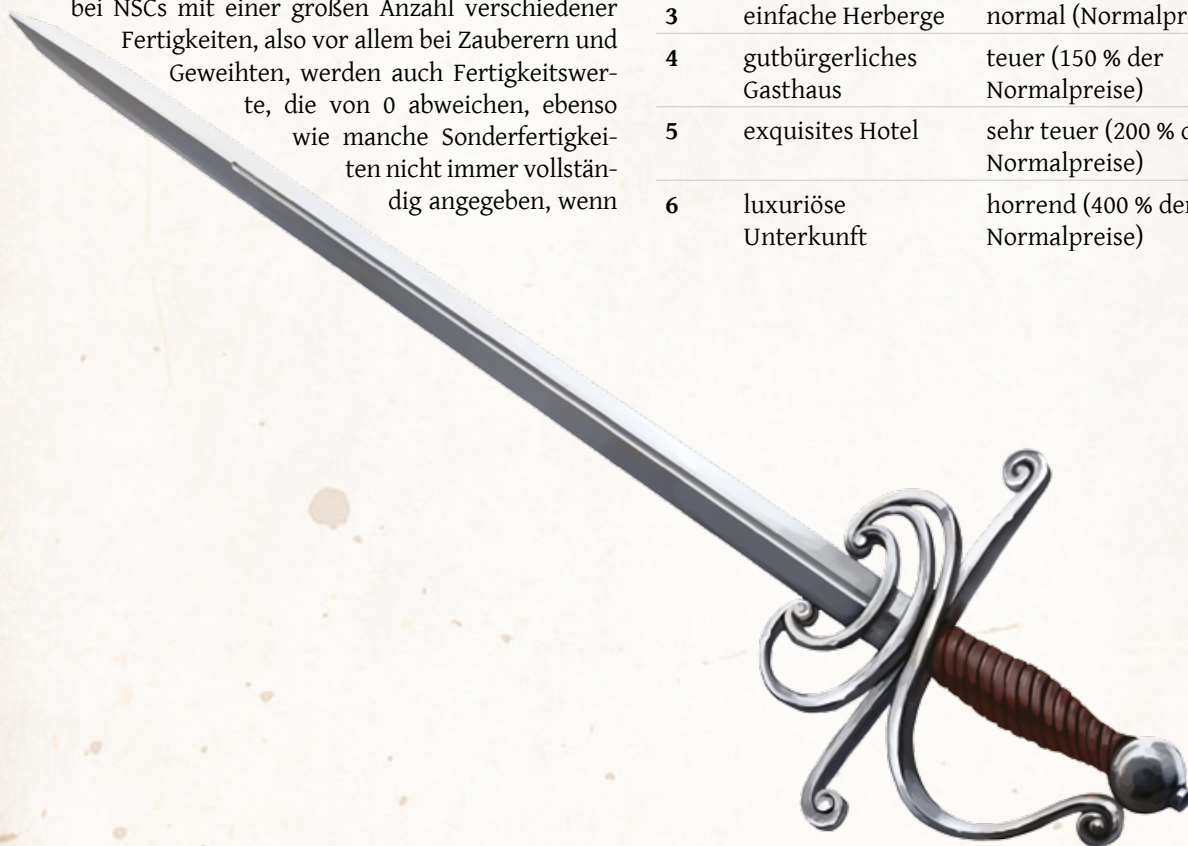 bei NSCs mit einer großen Anzahl verschiedener
Fertigkeiten, also vor allem bei Zauberern und
Geweihten, werden auch Fertigkeitswer-
te, die von 0 abweichen, ebenso
wie manche Sonderfertigkei-
ten nicht immer vollstän-
dig angegeben, wenn
3 einfache Herberge normal (Normalpr
4 gutbürgerliches teuer (150 % der
Gasthaus Normalpreise)
5 exquisites Hotel sehr teuer (200 %
Normalpreise)
6 luxuriöse horrend (400 % der
Unterkunft Normalpreise)